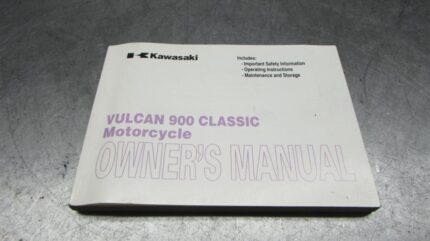 Kawasaki
Includes:
- Important Safety Information
- Operating Instructions
- Maintenance and Storage
VULCAN 900 CLASSIC
Motorcycle
OWNER'S MANUAL